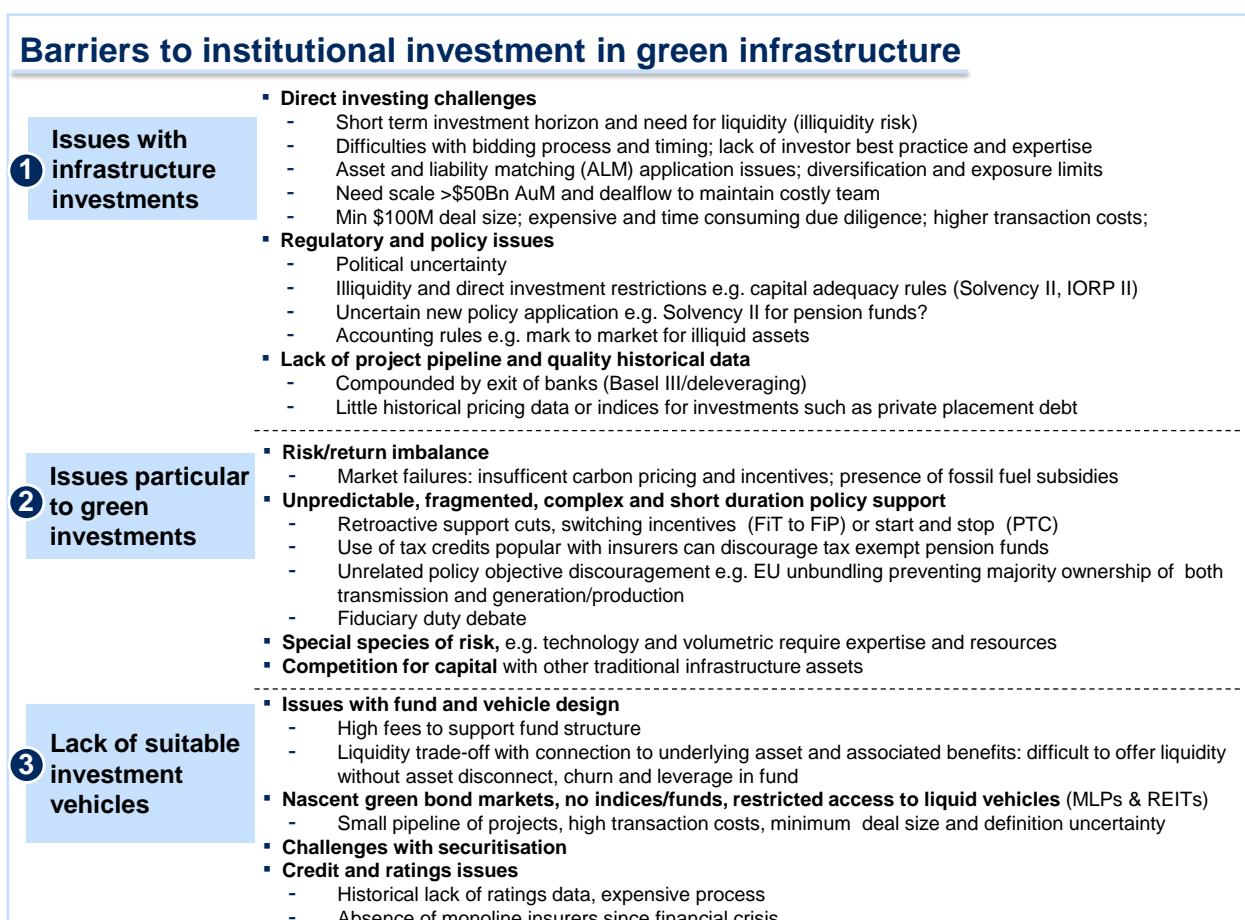 Barriers to institutional investment in green infrastructure
1
Issues with
infrastructure
investments
▪ Direct investing challenges
- Short term investment horizon and need for liquidity (illiquidity risk)
- Difficulties with bidding process and timing; lack of investor best practice and expertise
- Asset and liability matching (ALM) application issues; diversification and exposure limits
- Need scale >$50Bn AuM and dealflow to maintain costly team
- Min $100M deal size; expensive and time consuming due diligence; higher transaction costs;
▪ Regulatory and policy issues
- Political uncertainty
- Illiquidity and direct investment restrictions e.g. capital adequacy rules (Solvency II, IORP II)
- Uncertain new policy application e.g. Solvency II for pension funds?
- Accounting rules e.g. mark to market for illiquid assets
▪ Lack of project pipeline and quality historical data
- Compounded by exit of banks (Basel III/deleveraging)
- Little historical pricing data or indices for investments such as private placement debt
2
Issues particular
to green
investments
▪ Risk/return imbalance
- Market failures: insufficent carbon pricing and incentives; presence of fossil fuel subsidies
▪ Unpredictable, fragmented, complex and short duration policy support
- Retroactive support cuts, switching incentives (FiT to FiP) or start and stop (PTC)
- Use of tax credits popular with insurers can discourage tax exempt pension funds
- Unrelated policy objective discouragement e.g. EU unbundling preventing majority ownership of both
transmission and generation/production
- Fiduciary duty debate
▪ Special species of risk, e.g. technology and volumetric require expertise and resources
▪ Competition for capital with other traditional infrastructure assets
3
Lack of suitable
investment
vehicles
▪ Issues with fund and vehicle design
- High fees to support fund structure
- Liquidity trade-off with connection to underlying asset and associated benefits: difficult to offer liquidity
without asset disconnect, churn and leverage in fund
▪ Nascent green bond markets, no indices/funds, restricted access to liquid vehicles (MLPs & REITs)
- Small pipeline of projects, high transaction costs, minimum deal size and definition uncertainty
▪ Challenges with securitisation
▪ Credit and ratings issues
- Historical lack of ratings data, expensive process
- Absence of monoline insurers since financial crisis